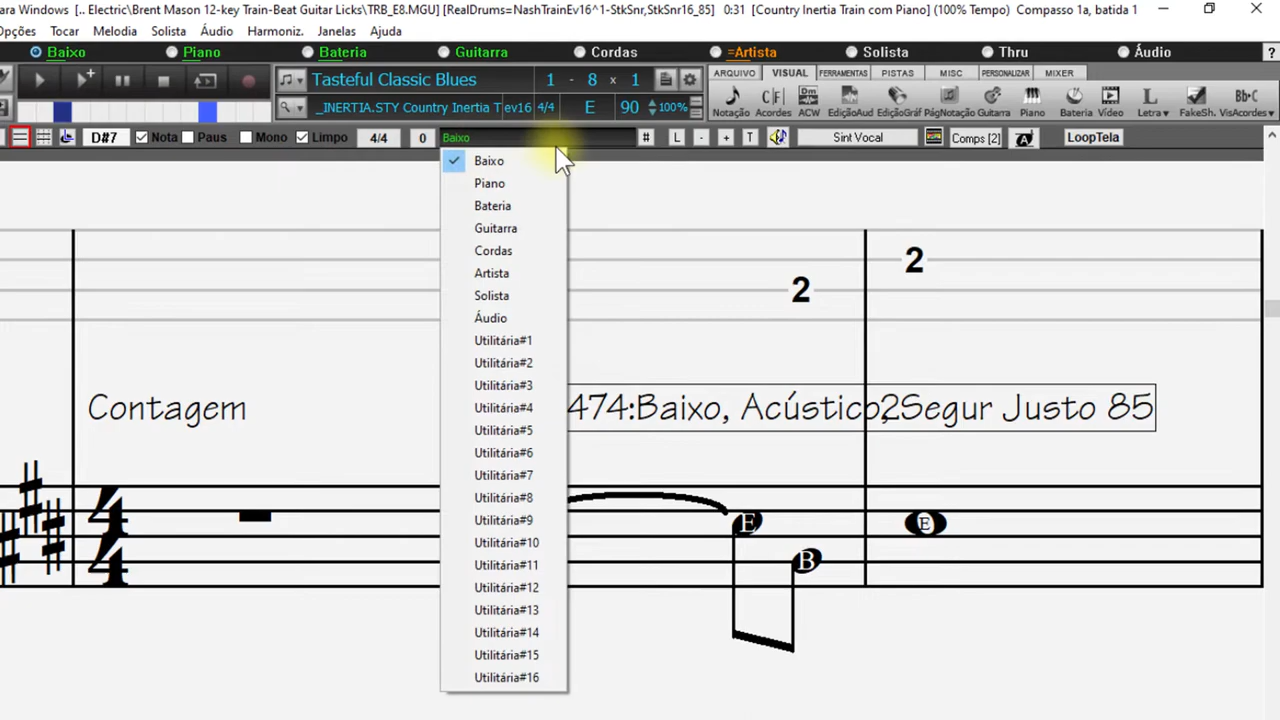 ara Windows [.. Electric\Brent Mason 12-key Train-Beat Guitar Licks\TRB_E8.MGU] [RealDrums=NashTrainEv16^1-StkSnr,StkSnr16_85] 0:31 [Country Inertia Train com Piano] (100% Tempo) Compasso 1a, batida 1
Opções Tocar Melodia Solista Áudio Harmoniz. Janelas Ajuda
Baixo Piano Bateria Guitarra Cordas =Artista Solista Thru Áudio ?
Tasteful Classic Blues 1 - 8 x 1
ARQUIVO VISUAL FERRAMENTAS PISTAS MISC PERSONALIZAR MIXER
_INERTIA.STY Country Inertia T ev16 4/4 E 90 100%
Notação Acordes ACW EdiçãoAud EdiçãoGráf PágNotação Guitarra Piano Bateria Vídeo Letra FakeSh. VisAcordes
D#7 Nota Paus Mono Limpo 4/4 0 Baixo # L - + T Sint Vocal Comps [2] A LoopTela
Baixo
Piano
Bateria
Guitarra
Cordas
Artista
Solista
Áudio
Utilitária#1
Utilitária#2
Utilitária#3
Utilitária#4
Utilitária#5
Utilitária#6
Utilitária#7
Utilitária#8
Utilitária#9
Utilitária#10
Utilitária#11
Utilitária#12
Utilitária#13
Utilitária#14
Utilitária#15
Utilitária#16
2 2
Contagem 474:Baixo, Acústico, 2Segur Justo 85
4
4
E B E